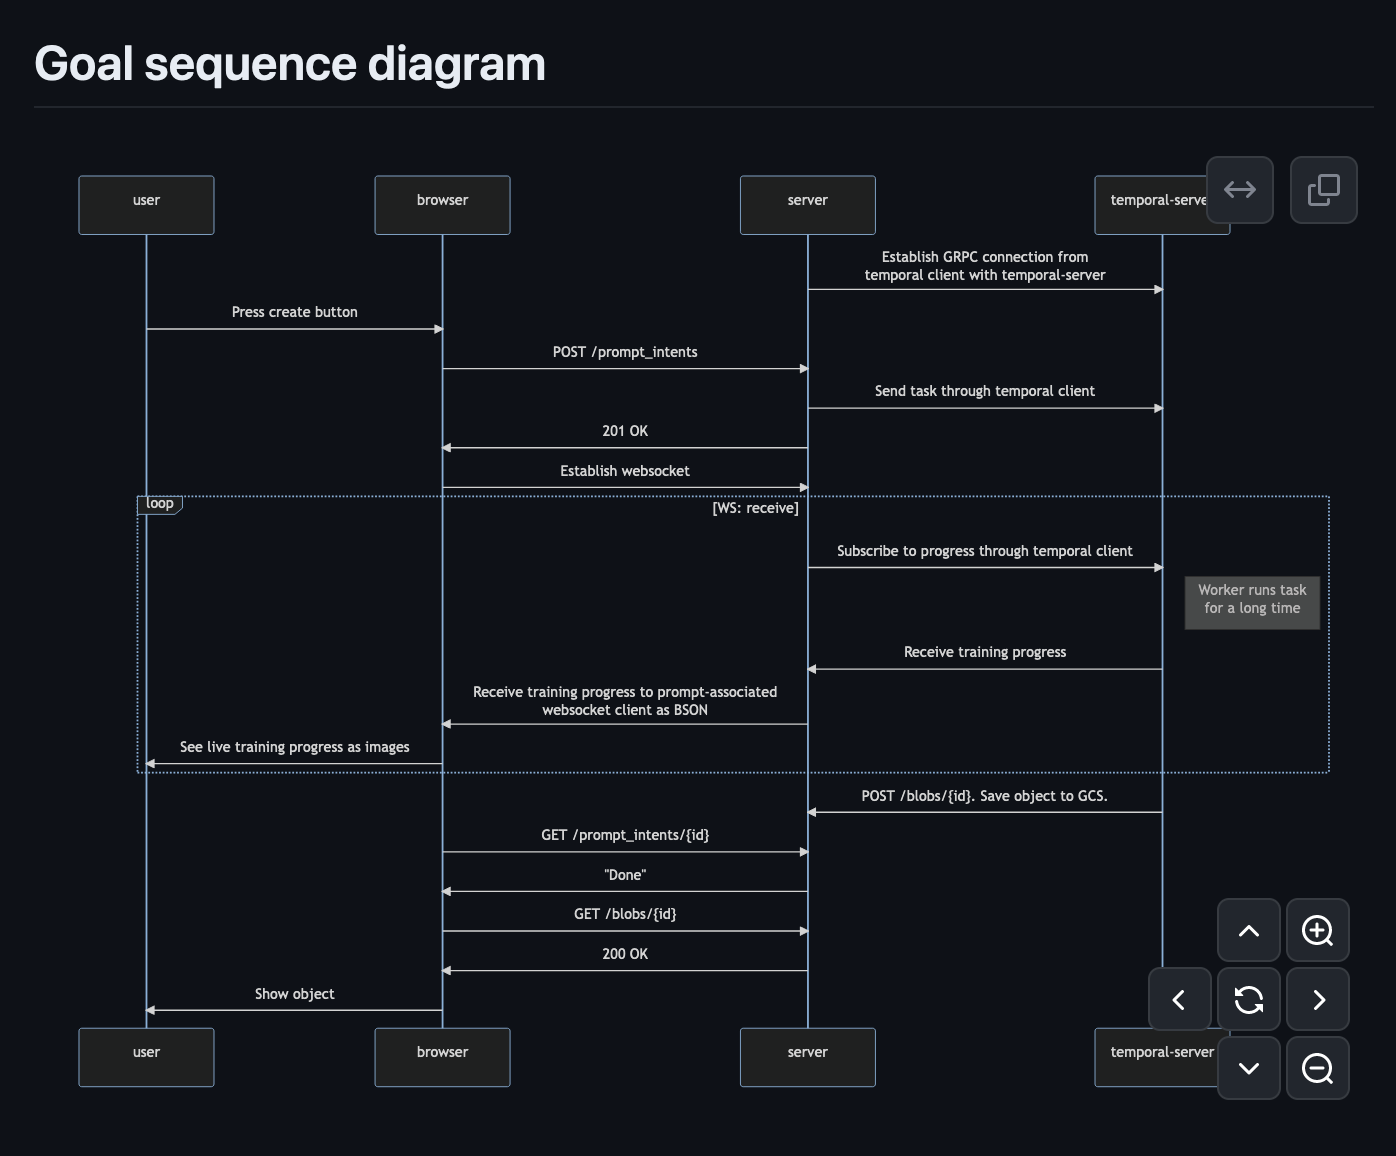 Goal sequence diagram
user
browser
server
temporal-serve
Establish GRPC connection from
temporal client with temporal-server
Press create button
POST /prompt_intents
Send task through temporal client
201 OK
Establish websocket
loop
[WS: receive]
Subscribe to progress through temporal client
Worker runs task
for a long time
Receive training progress
Receive training progress to prompt-associated
websocket client as BSON
See live training progress as images
POST /blobs/{id}. Save object to GCS.
GET /prompt_intents/{id}
"Done"
GET /blobs/{id}
200 OK
Show object
user
browser
server
temporal-server